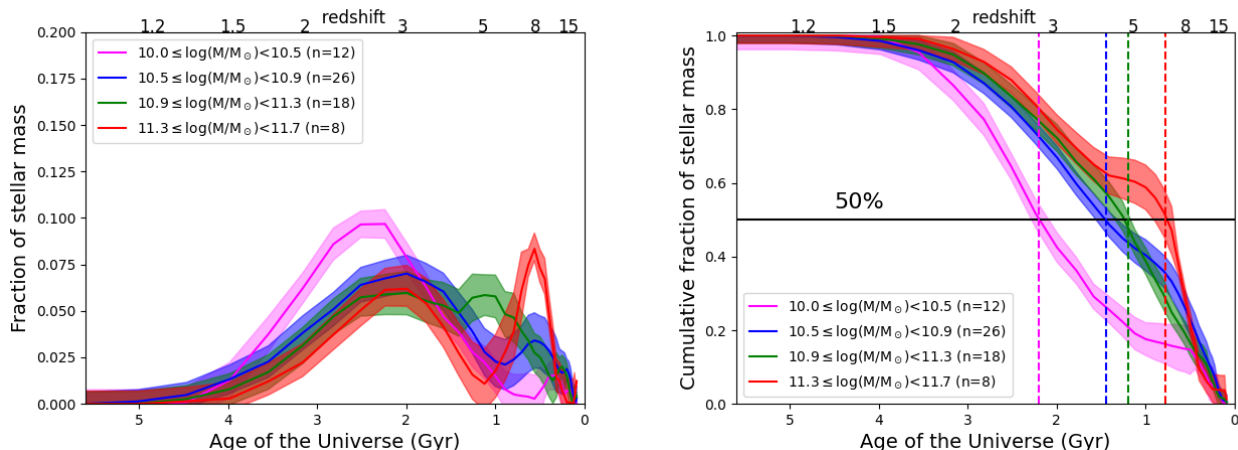 redshift
1.2 1.5 2 3 5 8 15
0.200
0.175
0.150
0.125
0.100
0.075
0.050
0.025
0.000
Fraction of stellar mass
10.0≤log(M/M⊙)<10.5 (n=12)
10.5≤log(M/M⊙)<10.9 (n=26)
10.9≤log(M/M⊙)<11.3 (n=18)
11.3≤log(M/M⊙)<11.7 (n=8)
5 4 3 2 1 0
Age of the Universe (Gyr)
redshift
1.2 1.5 2 3 5 8 15
1.0
0.8
0.6
0.4
0.2
0.0
Cumulative fraction of stellar mass
50%
10.0≤log(M/M⊙)<10.5 (n=12)
10.5≤log(M/M⊙)<10.9 (n=26)
10.9≤log(M/M⊙)<11.3 (n=18)
11.3≤log(M/M⊙)<11.7 (n=8)
5 4 3 2 1 0
Age of the Universe (Gyr)